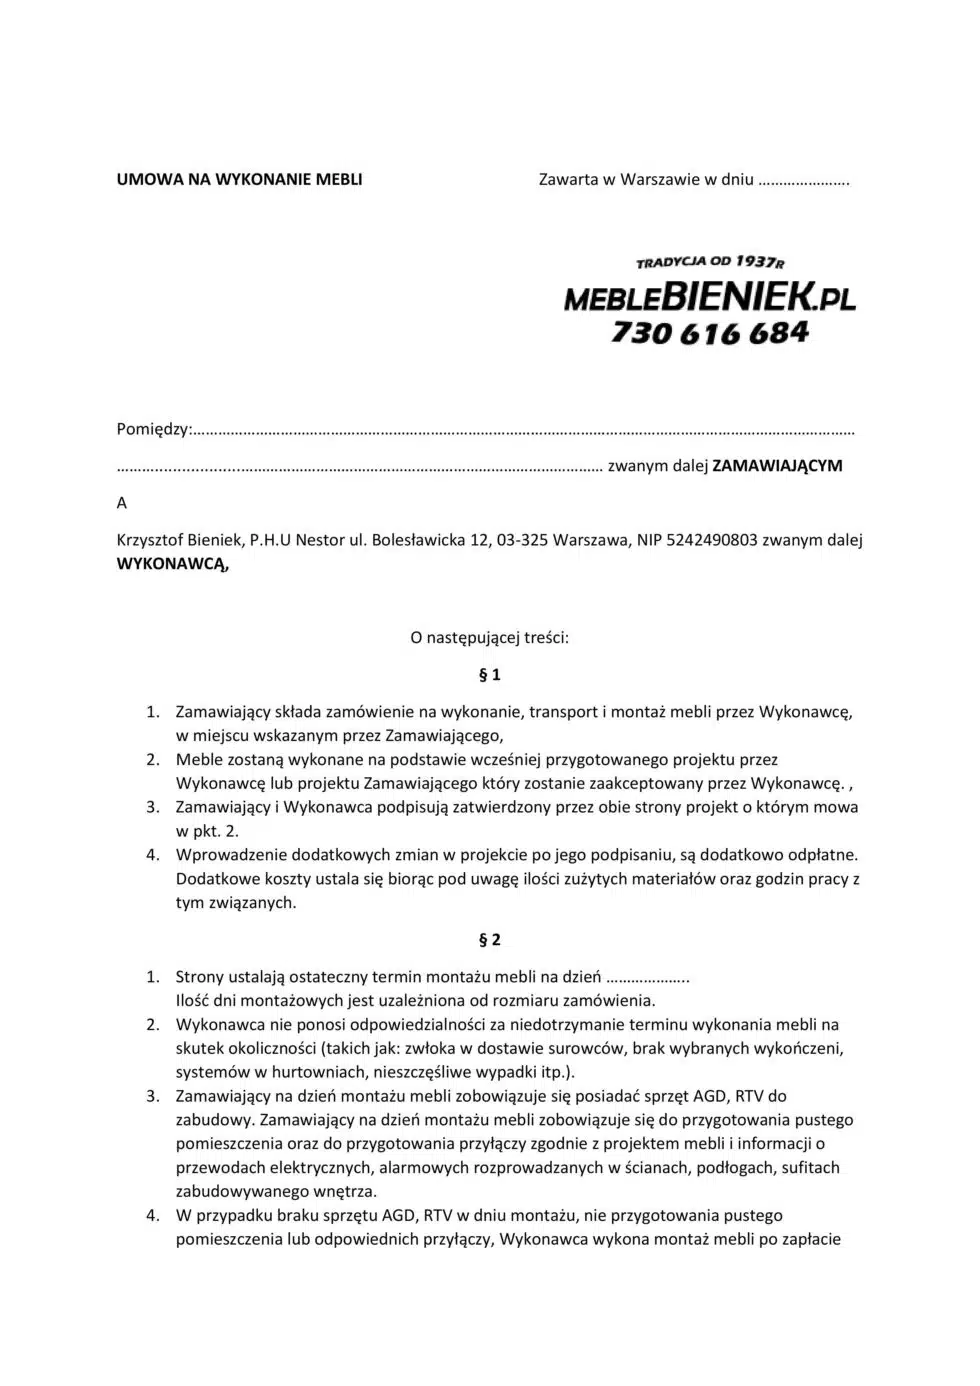 UMOWA NA WYKONANIE MEBLI Zawarta w Warszawie w dniu ………………….
TRADYCJA OD 1937R
MEBLEBIENIEK.PL
730 616 684
Pomiędzy:……………………………………………………………………………………………………………………………………………
………...................…………………………………………………………………………… zwanym dalej ZAMAWIAJĄCYM
A
Krzysztof Bieniek, P.H.U Nestor ul. Bolesławicka 12, 03-325 Warszawa, NIP 5242490803 zwanym dalej
WYKONAWCĄ,
O następującej treści:
§ 1
1. Zamawiający składa zamówienie na wykonanie, transport i montaż mebli przez Wykonawcę,
w miejscu wskazanym przez Zamawiającego,
2. Meble zostaną wykonane na podstawie wcześniej przygotowanego projektu przez
Wykonawcę lub projektu Zamawiającego który zostanie zaakceptowany przez Wykonawcę. ,
3. Zamawiający i Wykonawca podpisują zatwierdzony przez obie strony projekt o którym mowa
w pkt. 2.
4. Wprowadzenie dodatkowych zmian w projekcie po jego podpisaniu, są dodatkowo odpłatne.
Dodatkowe koszty ustala się biorąc pod uwagę ilości zużytych materiałów oraz godzin pracy z
tym związanych.
§ 2
1. Strony ustalają ostateczny termin montażu mebli na dzień ………………..
Ilość dni montażowych jest uzależniona od rozmiaru zamówienia.
2. Wykonawca nie ponosi odpowiedzialności za niedotrzymanie terminu wykonania mebli na
skutek okoliczności (takich jak: zwłoka w dostawie surowców, brak wybranych wykończeni,
systemów w hurtowniach, nieszczęśliwe wypadki itp.).
3. Zamawiający na dzień montażu mebli zobowiązuje się posiadać sprzęt AGD, RTV do
zabudowy. Zamawiający na dzień montażu mebli zobowiązuje się do przygotowania pustego
pomieszczenia oraz do przygotowania przyłączy zgodnie z projektem mebli i informacji o
przewodach elektrycznych, alarmowych rozprowadzanych w ścianach, podłogach, sufitach
zabudowywanego wnętrza.
4. W przypadku braku sprzętu AGD, RTV w dniu montażu, nie przygotowania pustego
pomieszczenia lub odpowiednich przyłączy, Wykonawca wykona montaż mebli po zapłacie